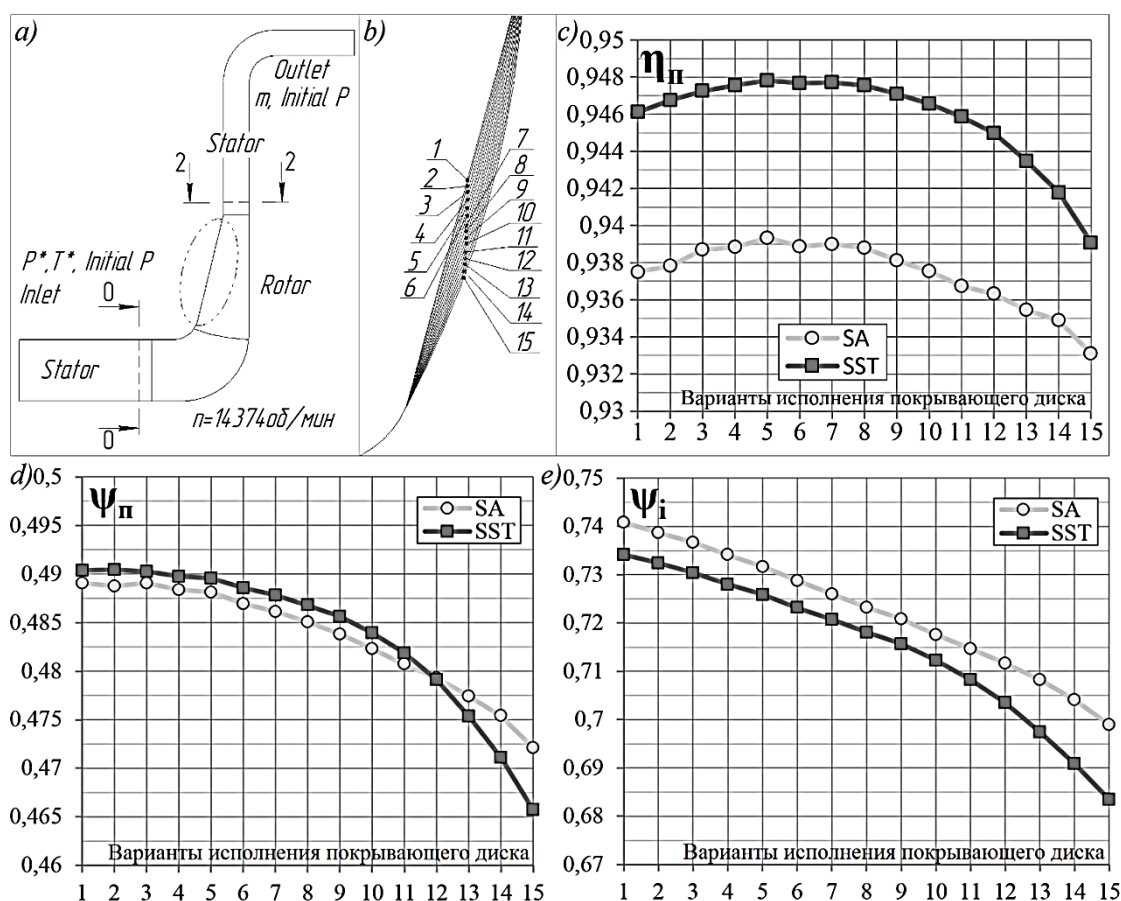 a)
Outlet
m, Initial P
Stator
2
2
P*,T*, Initial P
Inlet
0
Rotor
Stator
0
n=14374об/мин
b)
1
2
3
4
5
6
7
8
9
10
11
12
13
14
15
c)
ηп
0,95
0,948
0,946
0,944
0,942
0,94
0,938
0,936
0,934
0,932
0,93
SA
SST
Варианты исполнения покрывающего диска
1 2 3 4 5 6 7 8 9 10 11 12 13 14 15
d)
ψп
0,5
0,495
0,49
0,485
0,48
0,475
0,47
0,465
0,46
SA
SST
Варианты исполнения покрывающего диска
1 2 3 4 5 6 7 8 9 10 11 12 13 14 15
e)
ψi
0,75
0,74
0,73
0,72
0,71
0,7
0,69
0,68
0,67
SA
SST
Варианты исполнения покрывающего диска
1 2 3 4 5 6 7 8 9 10 11 12 13 14 15